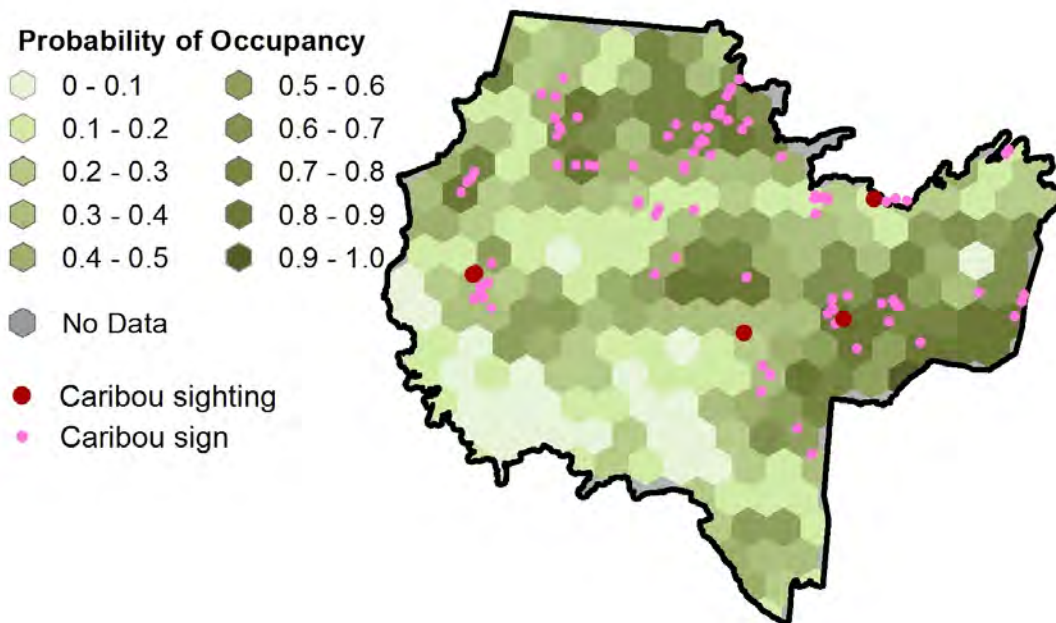 Probability of Occupancy
0 - 0.1
0.5 - 0.6
0.1 - 0.2
0.6 - 0.7
0.2 - 0.3
0.7 - 0.8
0.3 - 0.4
0.8 - 0.9
0.4 - 0.5
0.9 - 1.0
No Data
Caribou sighting
Caribou sign